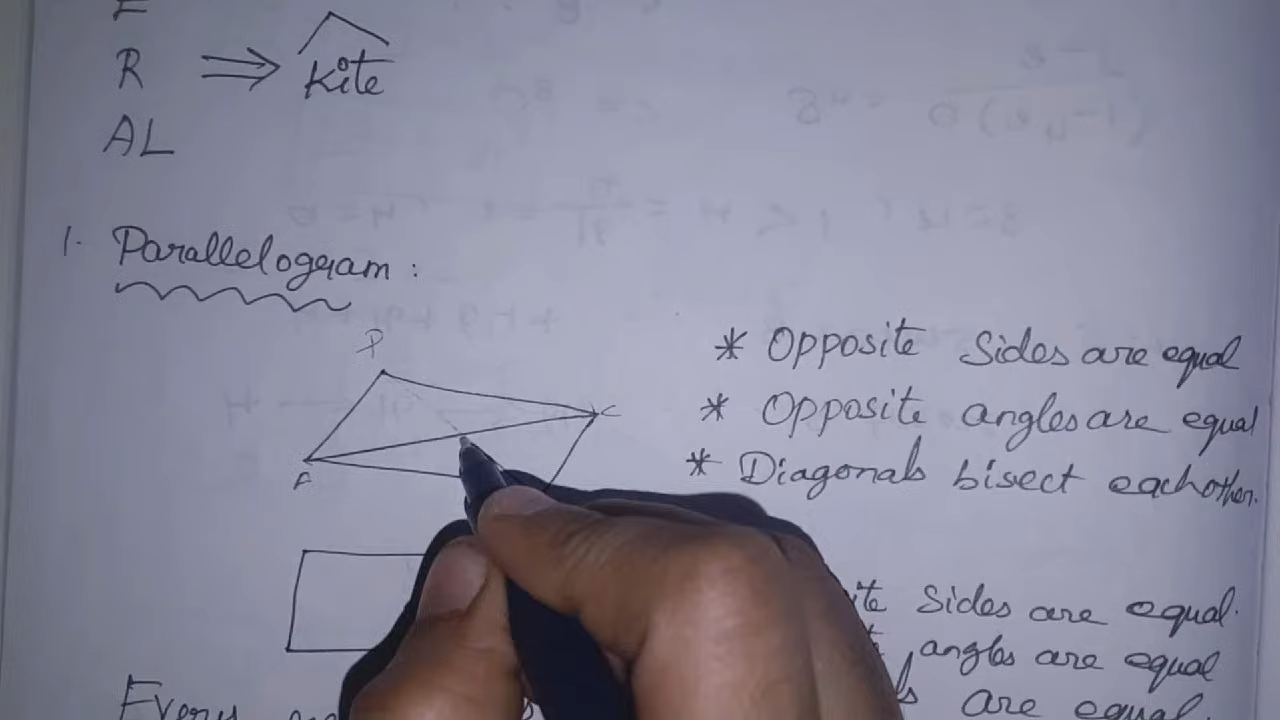 R ⇒ Kite
AL
1. Parallelogram :
P
* Opposite Sides are equal
* Opposite angles are equal
C
* Diagonals bisect eachother.
A
Sides are equal.
angles are equal
Every
are equal.